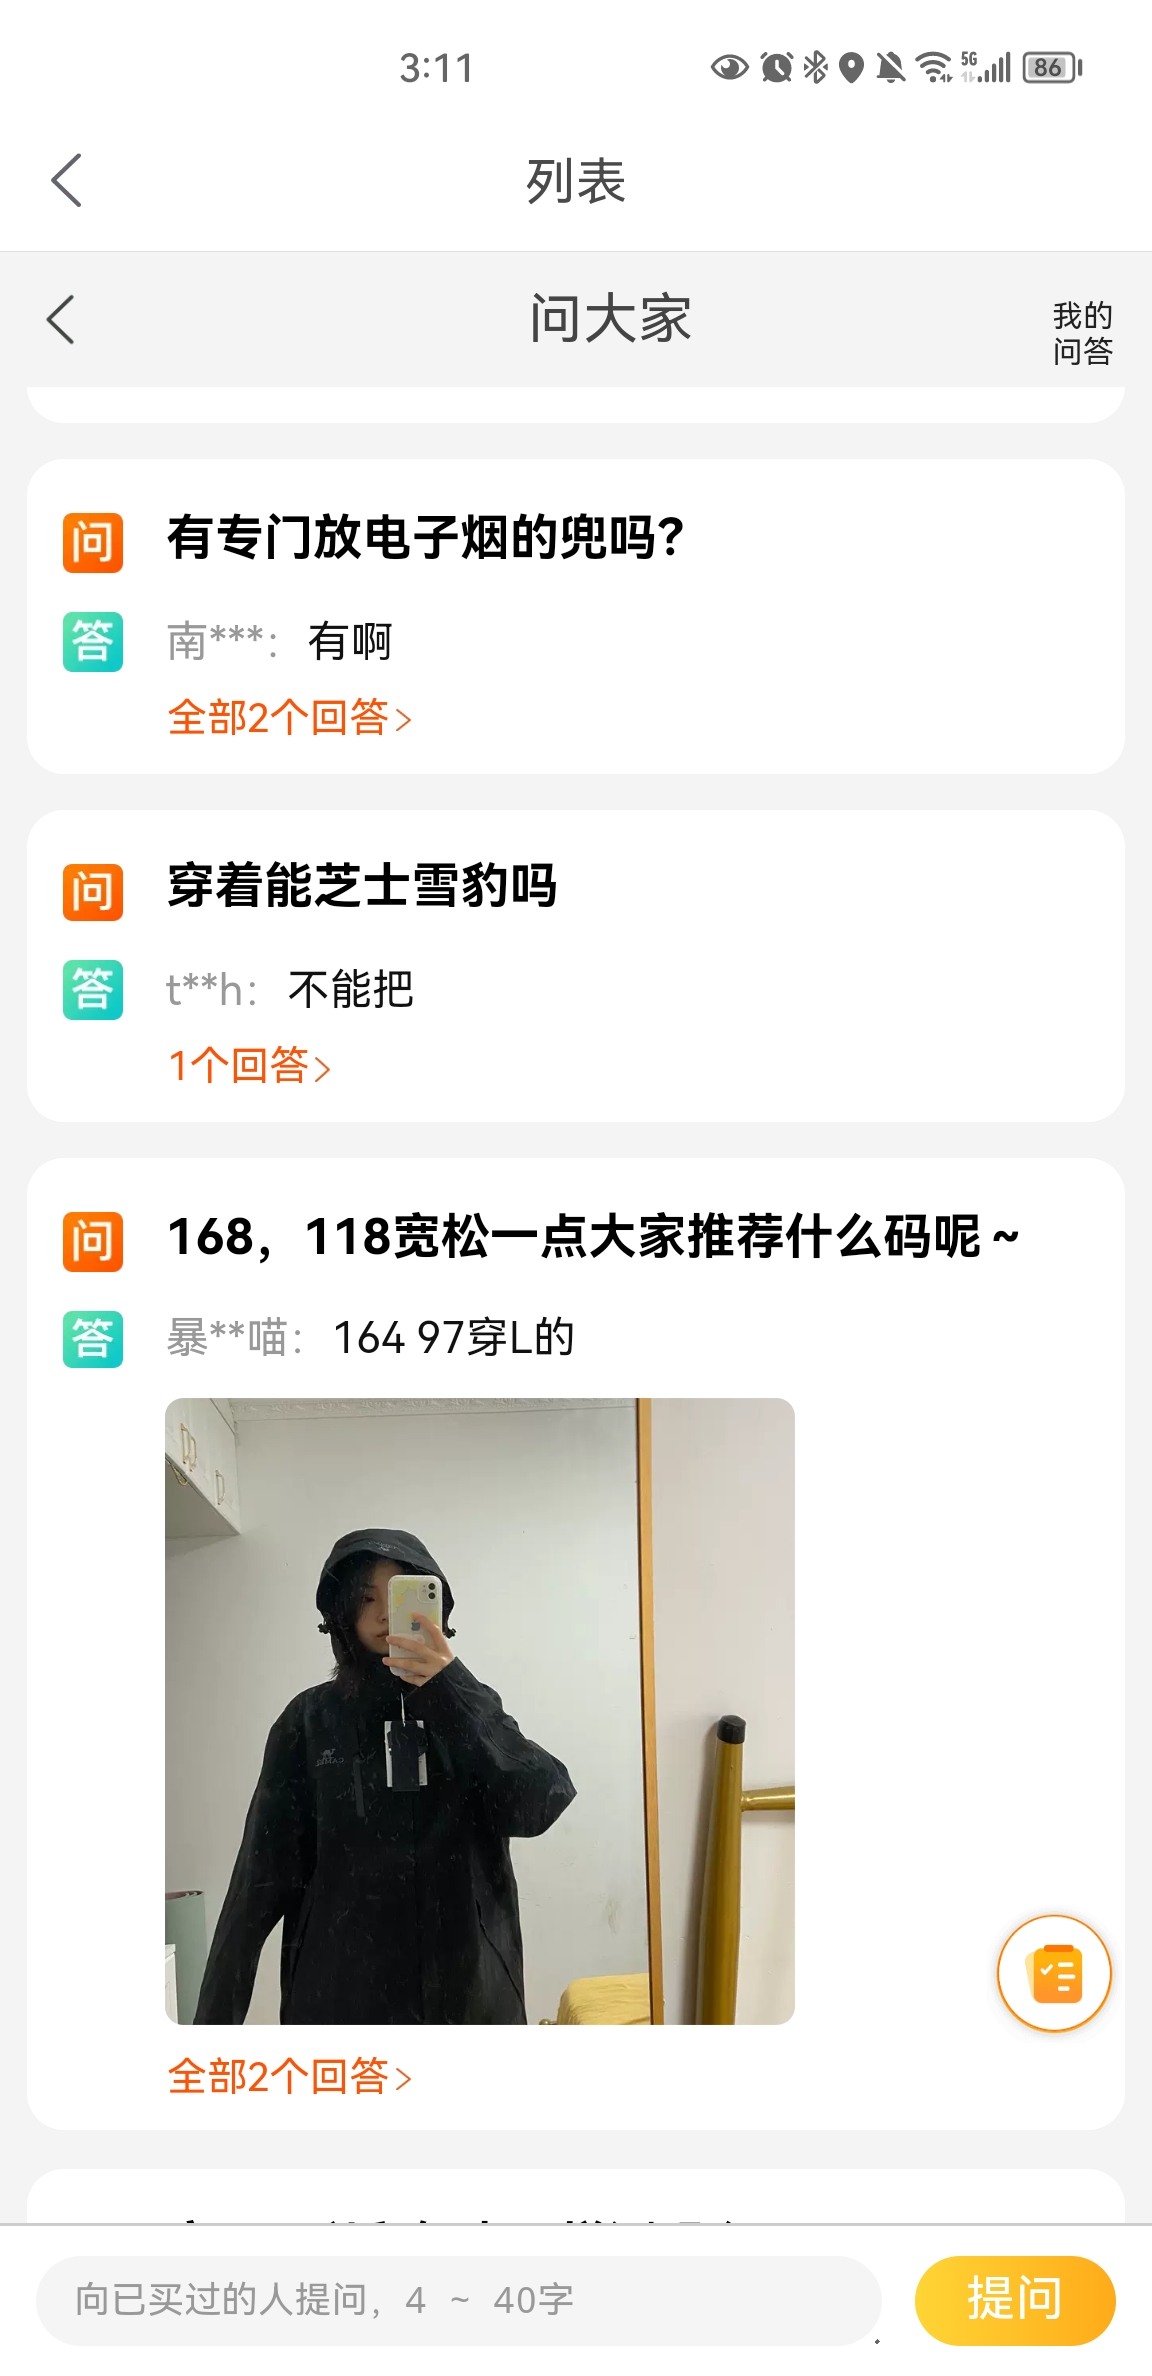 3:11
5G
86
列表
问大家
我的
问答
问 有专门放电子烟的兜吗?
答 南***: 有啊
全部2个回答>
问 穿着能芝士雪豹吗
答 t**h: 不能把
1个回答>
问 168，118宽松一点大家推荐什么码呢~
答 暴**喵: 164 97穿L的
全部2个回答>
向已买过的人提问，4 ~ 40字
提问